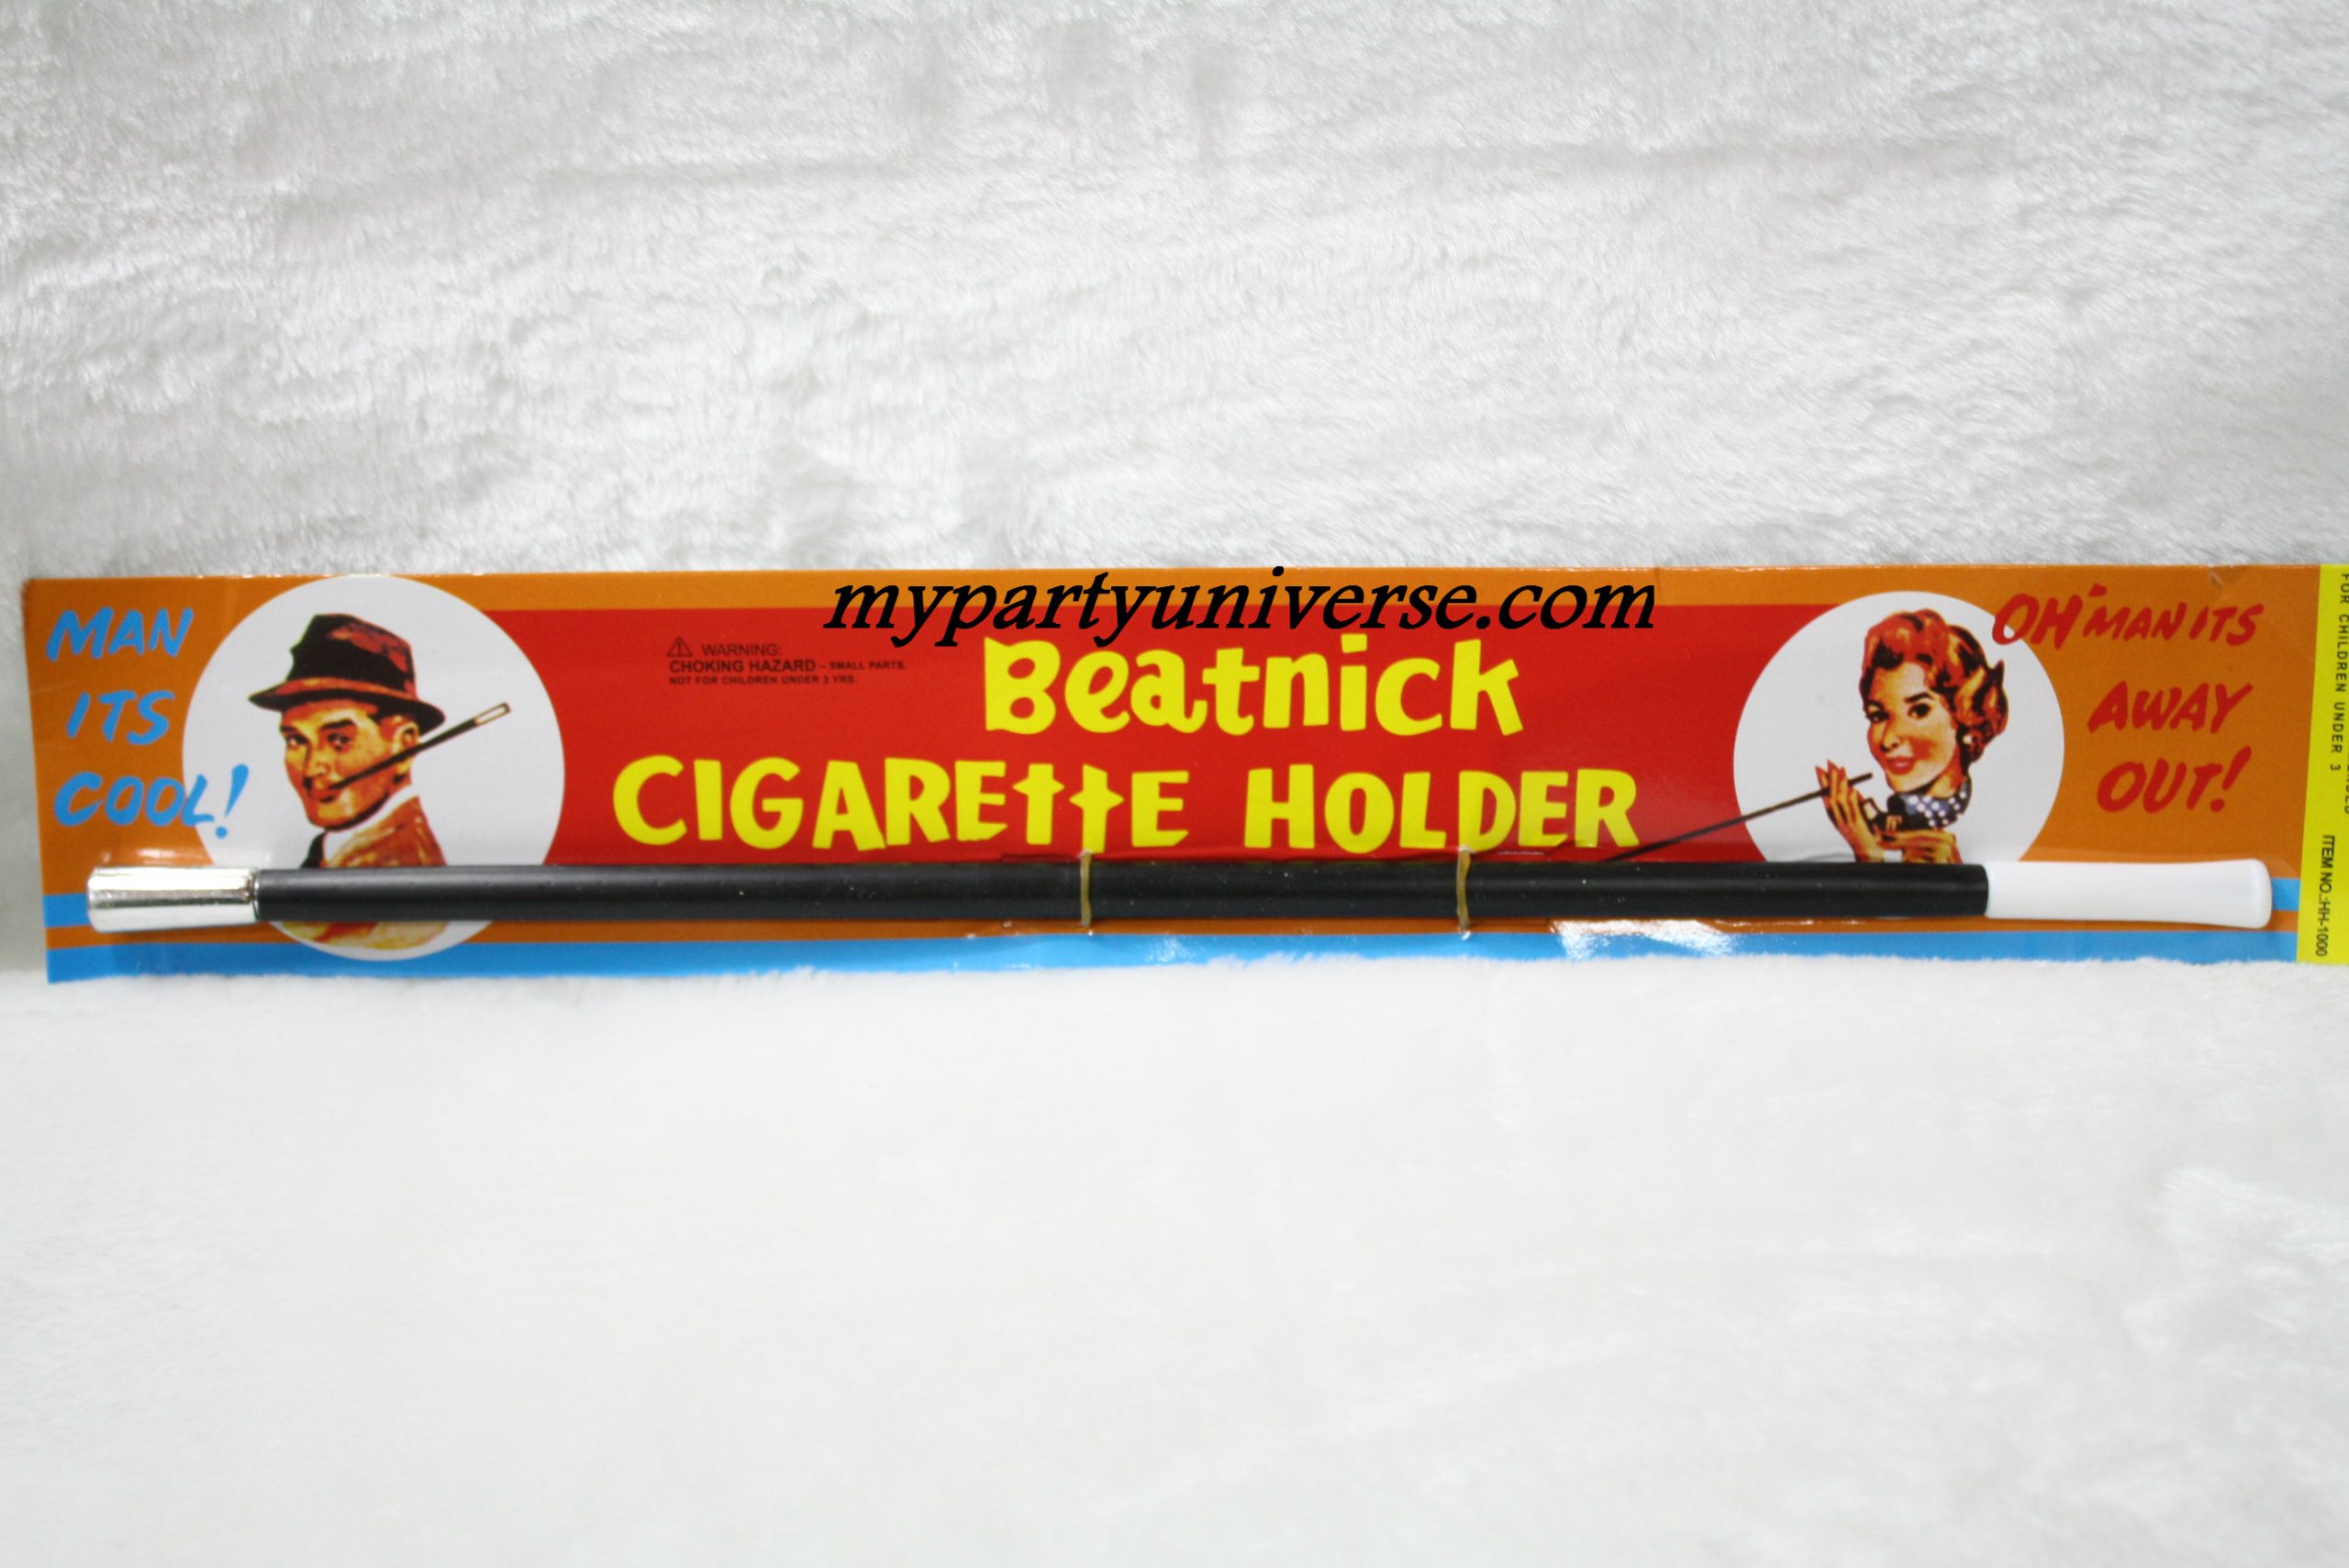 mypartyuniverse.com
MAN
ITS
COOL!
WARNING:
CHOKING HAZARD – SMALL PARTS.
NOT FOR CHILDREN UNDER 3 YRS.
Beatnick
CIGARETTE HOLDER
OH MAN ITS
AWAY
OUT!
FOR CHILDREN UNDER 3
ITEM NO.:HH-1000